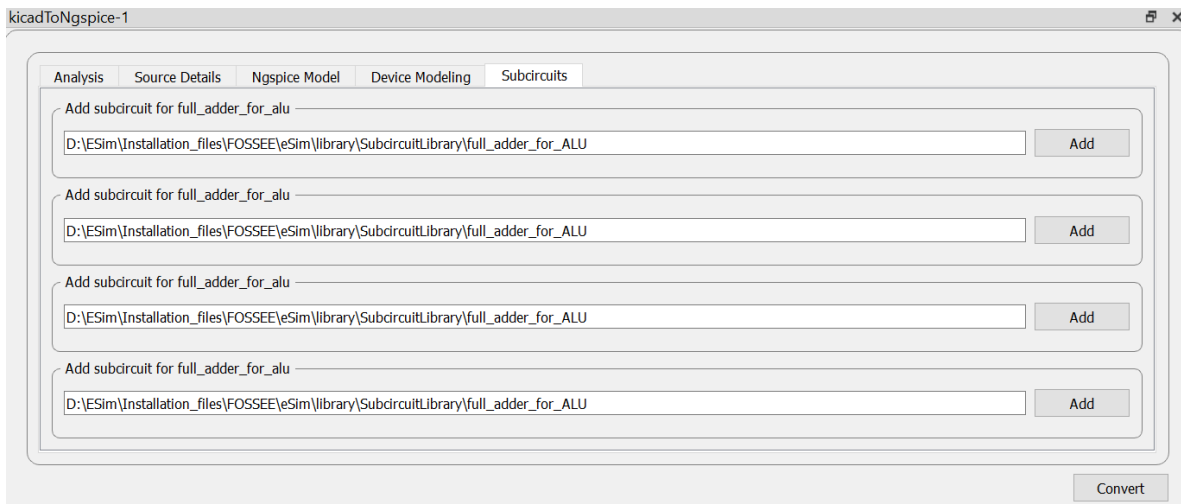 kicadToNgspice-1
Analysis Source Details Ngspice Model Device Modeling Subcircuits
Add subcircuit for full_adder_for_alu
D:\ESim\Installation_files\FOSSEE\eSim\library\SubcircuitLibrary\full_adder_for_ALU Add
Add subcircuit for full_adder_for_alu
D:\ESim\Installation_files\FOSSEE\eSim\library\SubcircuitLibrary\full_adder_for_ALU Add
Add subcircuit for full_adder_for_alu
D:\ESim\Installation_files\FOSSEE\eSim\library\SubcircuitLibrary\full_adder_for_ALU Add
Add subcircuit for full_adder_for_alu
D:\ESim\Installation_files\FOSSEE\eSim\library\SubcircuitLibrary\full_adder_for_ALU Add
Convert